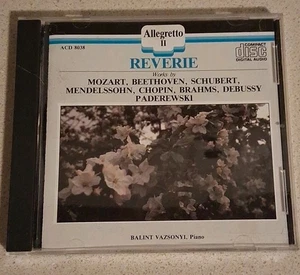 Allegretto
II
ACD 8038
COMPACT
disc
DIGITAL AUDIO
REVERIE
Works by
MOZART, BEETHOVEN, SCHUBERT,
MENDELSSOHN, CHOPIN, BRAHMS, DEBUSSY
PADEREWSKI
BALINT VAZSONYI, Piano